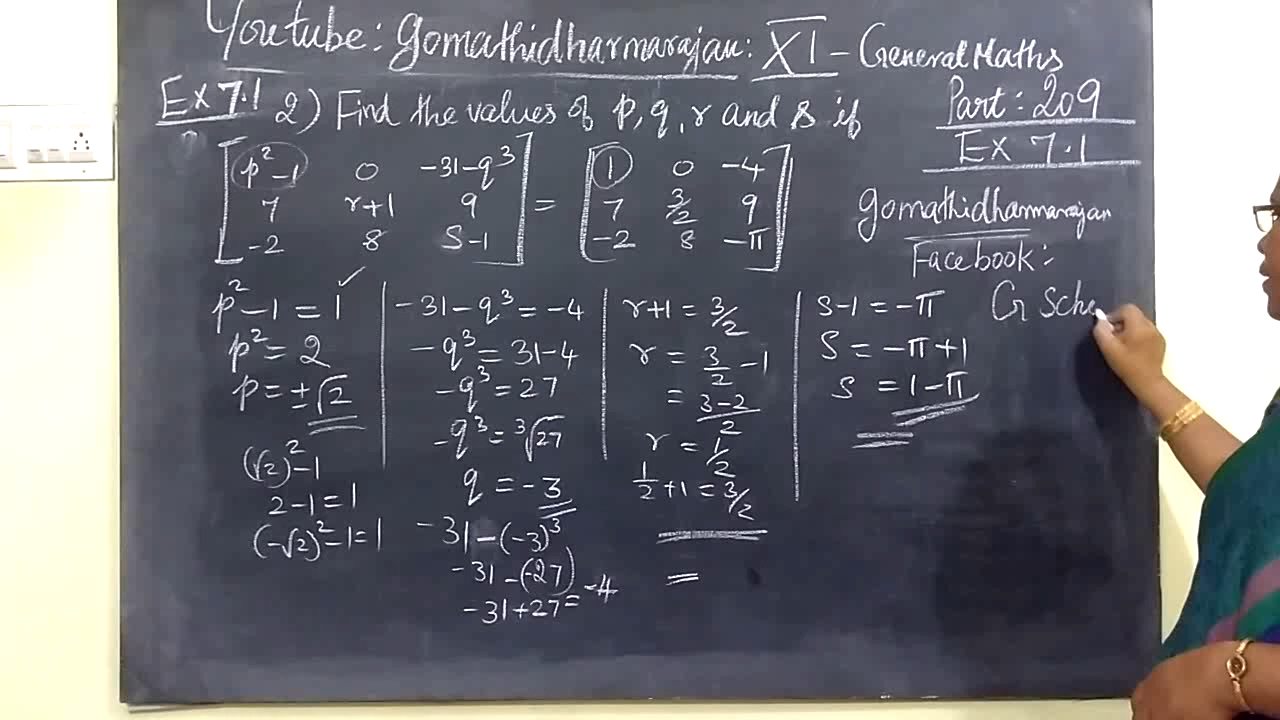 Youtube: gomathidharmarajan: XI - General Maths
Part: 209
Ex 7.1
Ex 7.1 2) Find the values of p, q, r and s if
[p²-1 0 -31-q³] = [1 0 -4]
[7 r+1 9] [7 3/2 9]
[-2 8 S-1] [-2 8 -π]
gomathidharmarajan
Facebook:
G Scho
p²-1 = 1 ✓
p² = 2
p = ±√2
(√2)²-1
2-1=1
(-√2)²-1=1
-31-q³ = -4
-q³ = 31-4
-q³ = 27
-q³ = ³√27
q = -3
-31-(-3)³
-31-(-27)
-31+27=-4
r+1 = 3/2
r = 3/2 -1
= 3-2/2
r = 1/2
1/2+1=3/2
=
S-1 = -π
S = -π+1
s = 1-π